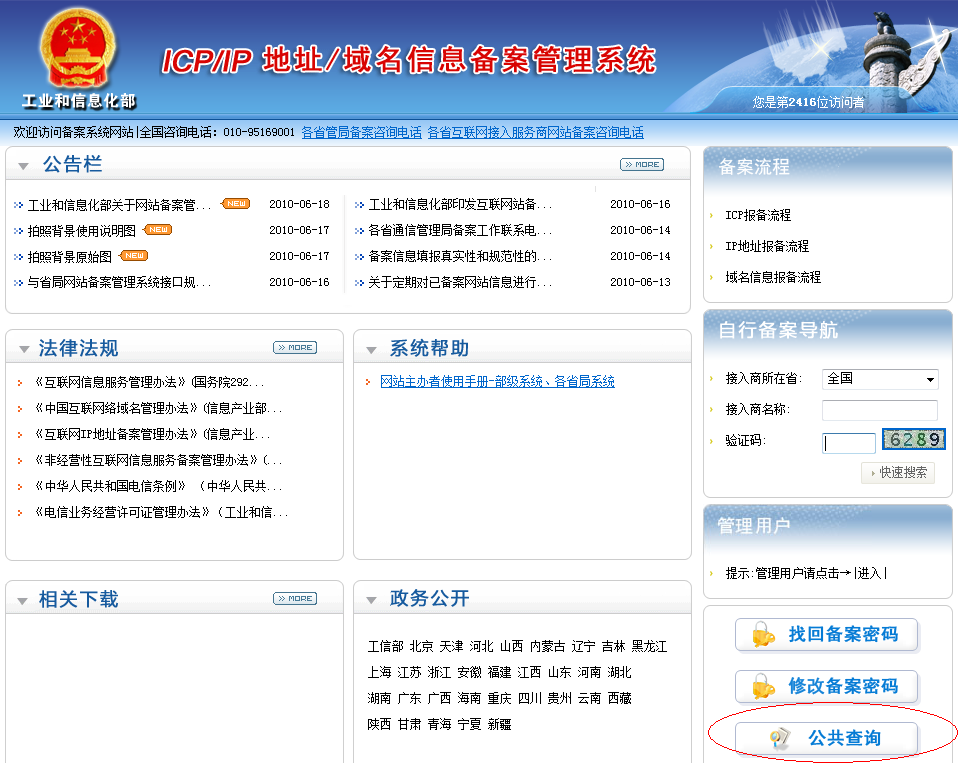 ICP/IP 地址/域名信息备案管理系统
工业和信息化部
您是第2416位访问者
欢迎访问备案系统网站|全国咨询电话：010-95169001 各省管局备案咨询电话 各省互联网接入服务商网站备案咨询电话
公告栏 MORE
工业和信息化部关于网站备案管... NEW 2010-06-18
拍照背景使用说明图 NEW 2010-06-17
拍照背景原始图 NEW 2010-06-17
与省局网站备案管理系统接口规... 2010-06-16
工业和信息化部印发互联网站备... 2010-06-16
各省通信管理局备案工作联系电... 2010-06-14
备案信息填报真实性和规范性的... 2010-06-14
关于定期对已备案网站信息进行... 2010-06-13
备案流程
ICP报备流程
IP地址报备流程
域名信息报备流程
法律法规 MORE
《互联网信息服务管理办法》(国务院292...
《中国互联网络域名管理办法》(信息产业部...
《互联网IP地址备案管理办法》(信息产业...
《非经营性互联网信息服务备案管理办法》(...
《中华人民共和国电信条例》 （中华人民共...
《电信业务经营许可证管理办法》（工业和信...
系统帮助
网站主办者使用手册-部级系统、各省局系统
自行备案导航
接入商所在省: 全国
接入商名称:
验证码: 6289
快速搜索
管理用户
提示:管理用户请点击→|进入|
相关下载 MORE
政务公开
工信部 北京 天津 河北 山西 内蒙古 辽宁 吉林 黑龙江
上海 江苏 浙江 安徽 福建 江西 山东 河南 湖北
湖南 广东 广西 海南 重庆 四川 贵州 云南 西藏
陕西 甘肃 青海 宁夏 新疆
找回备案密码
修改备案密码
公共查询